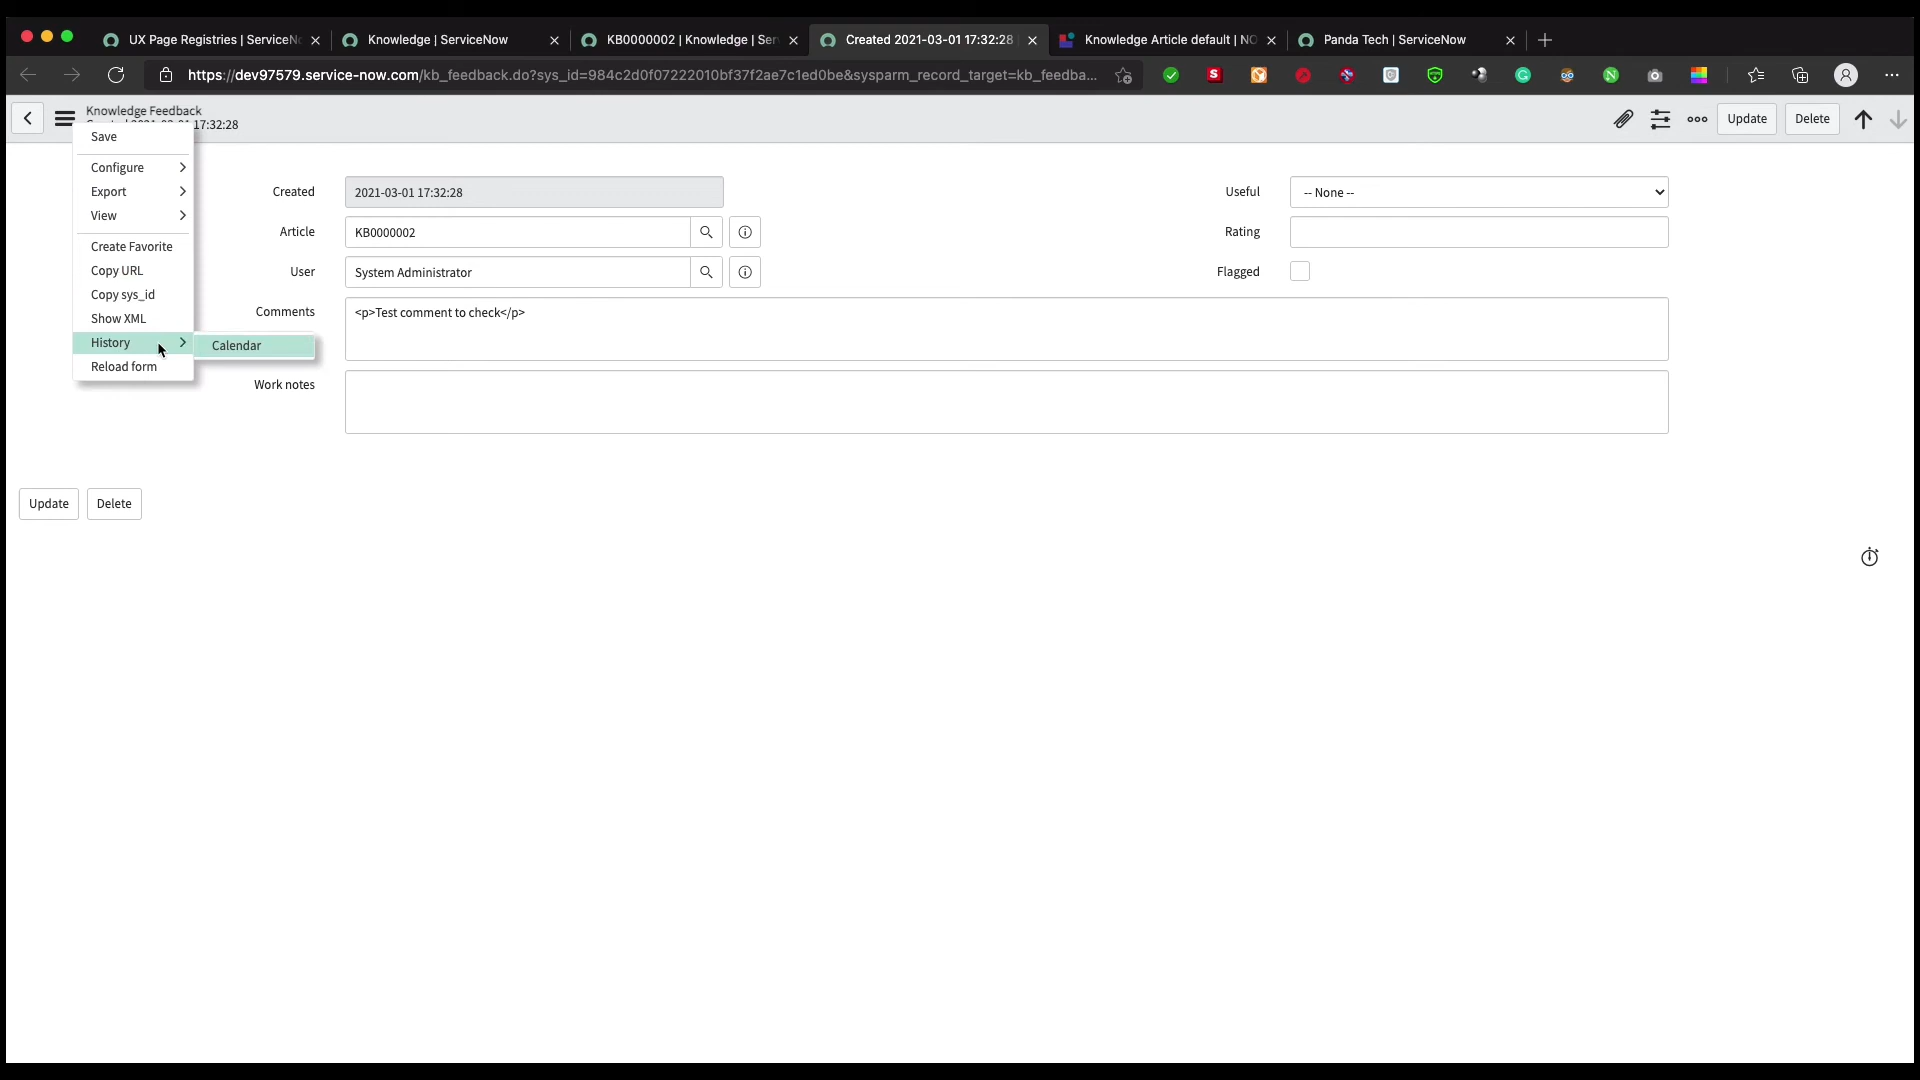 UX Page Registries | ServiceN
Knowledge | ServiceNow
KB0000002 | Knowledge | Ser
Created 2021-03-01 17:32:28
Knowledge Article default | NO
Panda Tech | ServiceNow
https://dev97579.service-now.com/kb_feedback.do?sys_id=984c2d0f07222010bf37f2ae7c1ed0be&sysparm_record_target=kb_feedba...
Knowledge Feedback
17:32:28
Update
Delete
Save
Configure
Export
View
Create Favorite
Copy URL
Copy sys_id
Show XML
History
Calendar
Reload form
Created 2021-03-01 17:32:28
Article KB0000002
User System Administrator
Comments <p>Test comment to check</p>
Work notes
Useful -- None --
Rating
Flagged
Update Delete